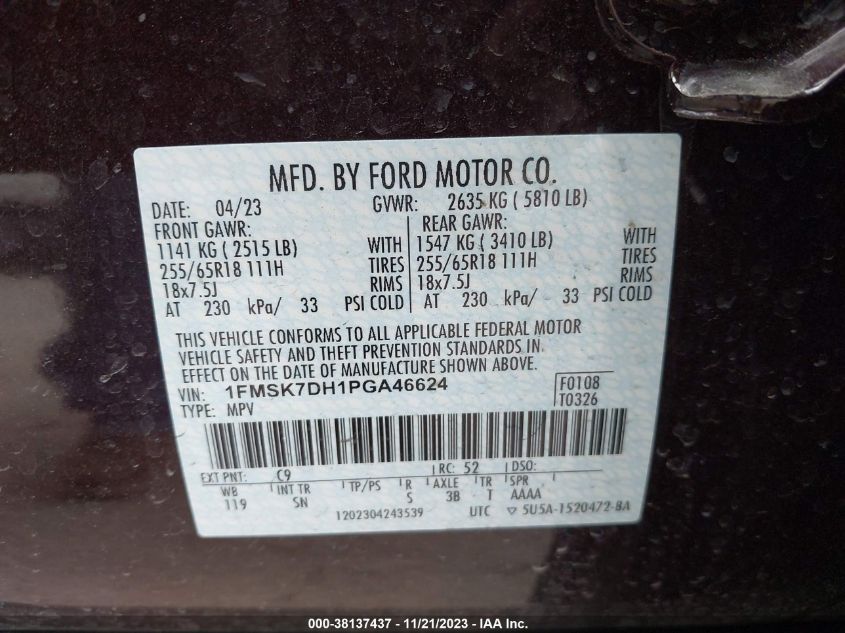 MFD. BY FORD MOTOR CO.
DATE: 04/23 GVWR: 2635 KG ( 5810 LB)
FRONT GAWR: REAR GAWR:
1141 KG ( 2515 LB) WITH 1547 KG ( 3410 LB) WITH
255/65R18 111H TIRES 255/65R18 111H TIRES
18x7.5J RIMS 18x7.5J RIMS
AT 230 kPa/ 33 PSI COLD AT 230 kPa/ 33 PSI COLD
THIS VEHICLE CONFORMS TO ALL APPLICABLE FEDERAL MOTOR
VEHICLE SAFETY AND THEFT PREVENTION STANDARDS IN
EFFECT ON THE DATE OF MANUFACTURE SHOWN ABOVE.
VIN: 1FMSK7DH1PGA46624 F0108
TYPE: MPV T0326
EXT PNT: C9 RC: 52 DSO:
WB INT TR TP/PS R AXLE TR SPR
119 SN S 3B T AAAA
1202304243539 UTC ▽ 5U5A-1520472-BA
000-38137437 - 11/21/2023 - IAA Inc.